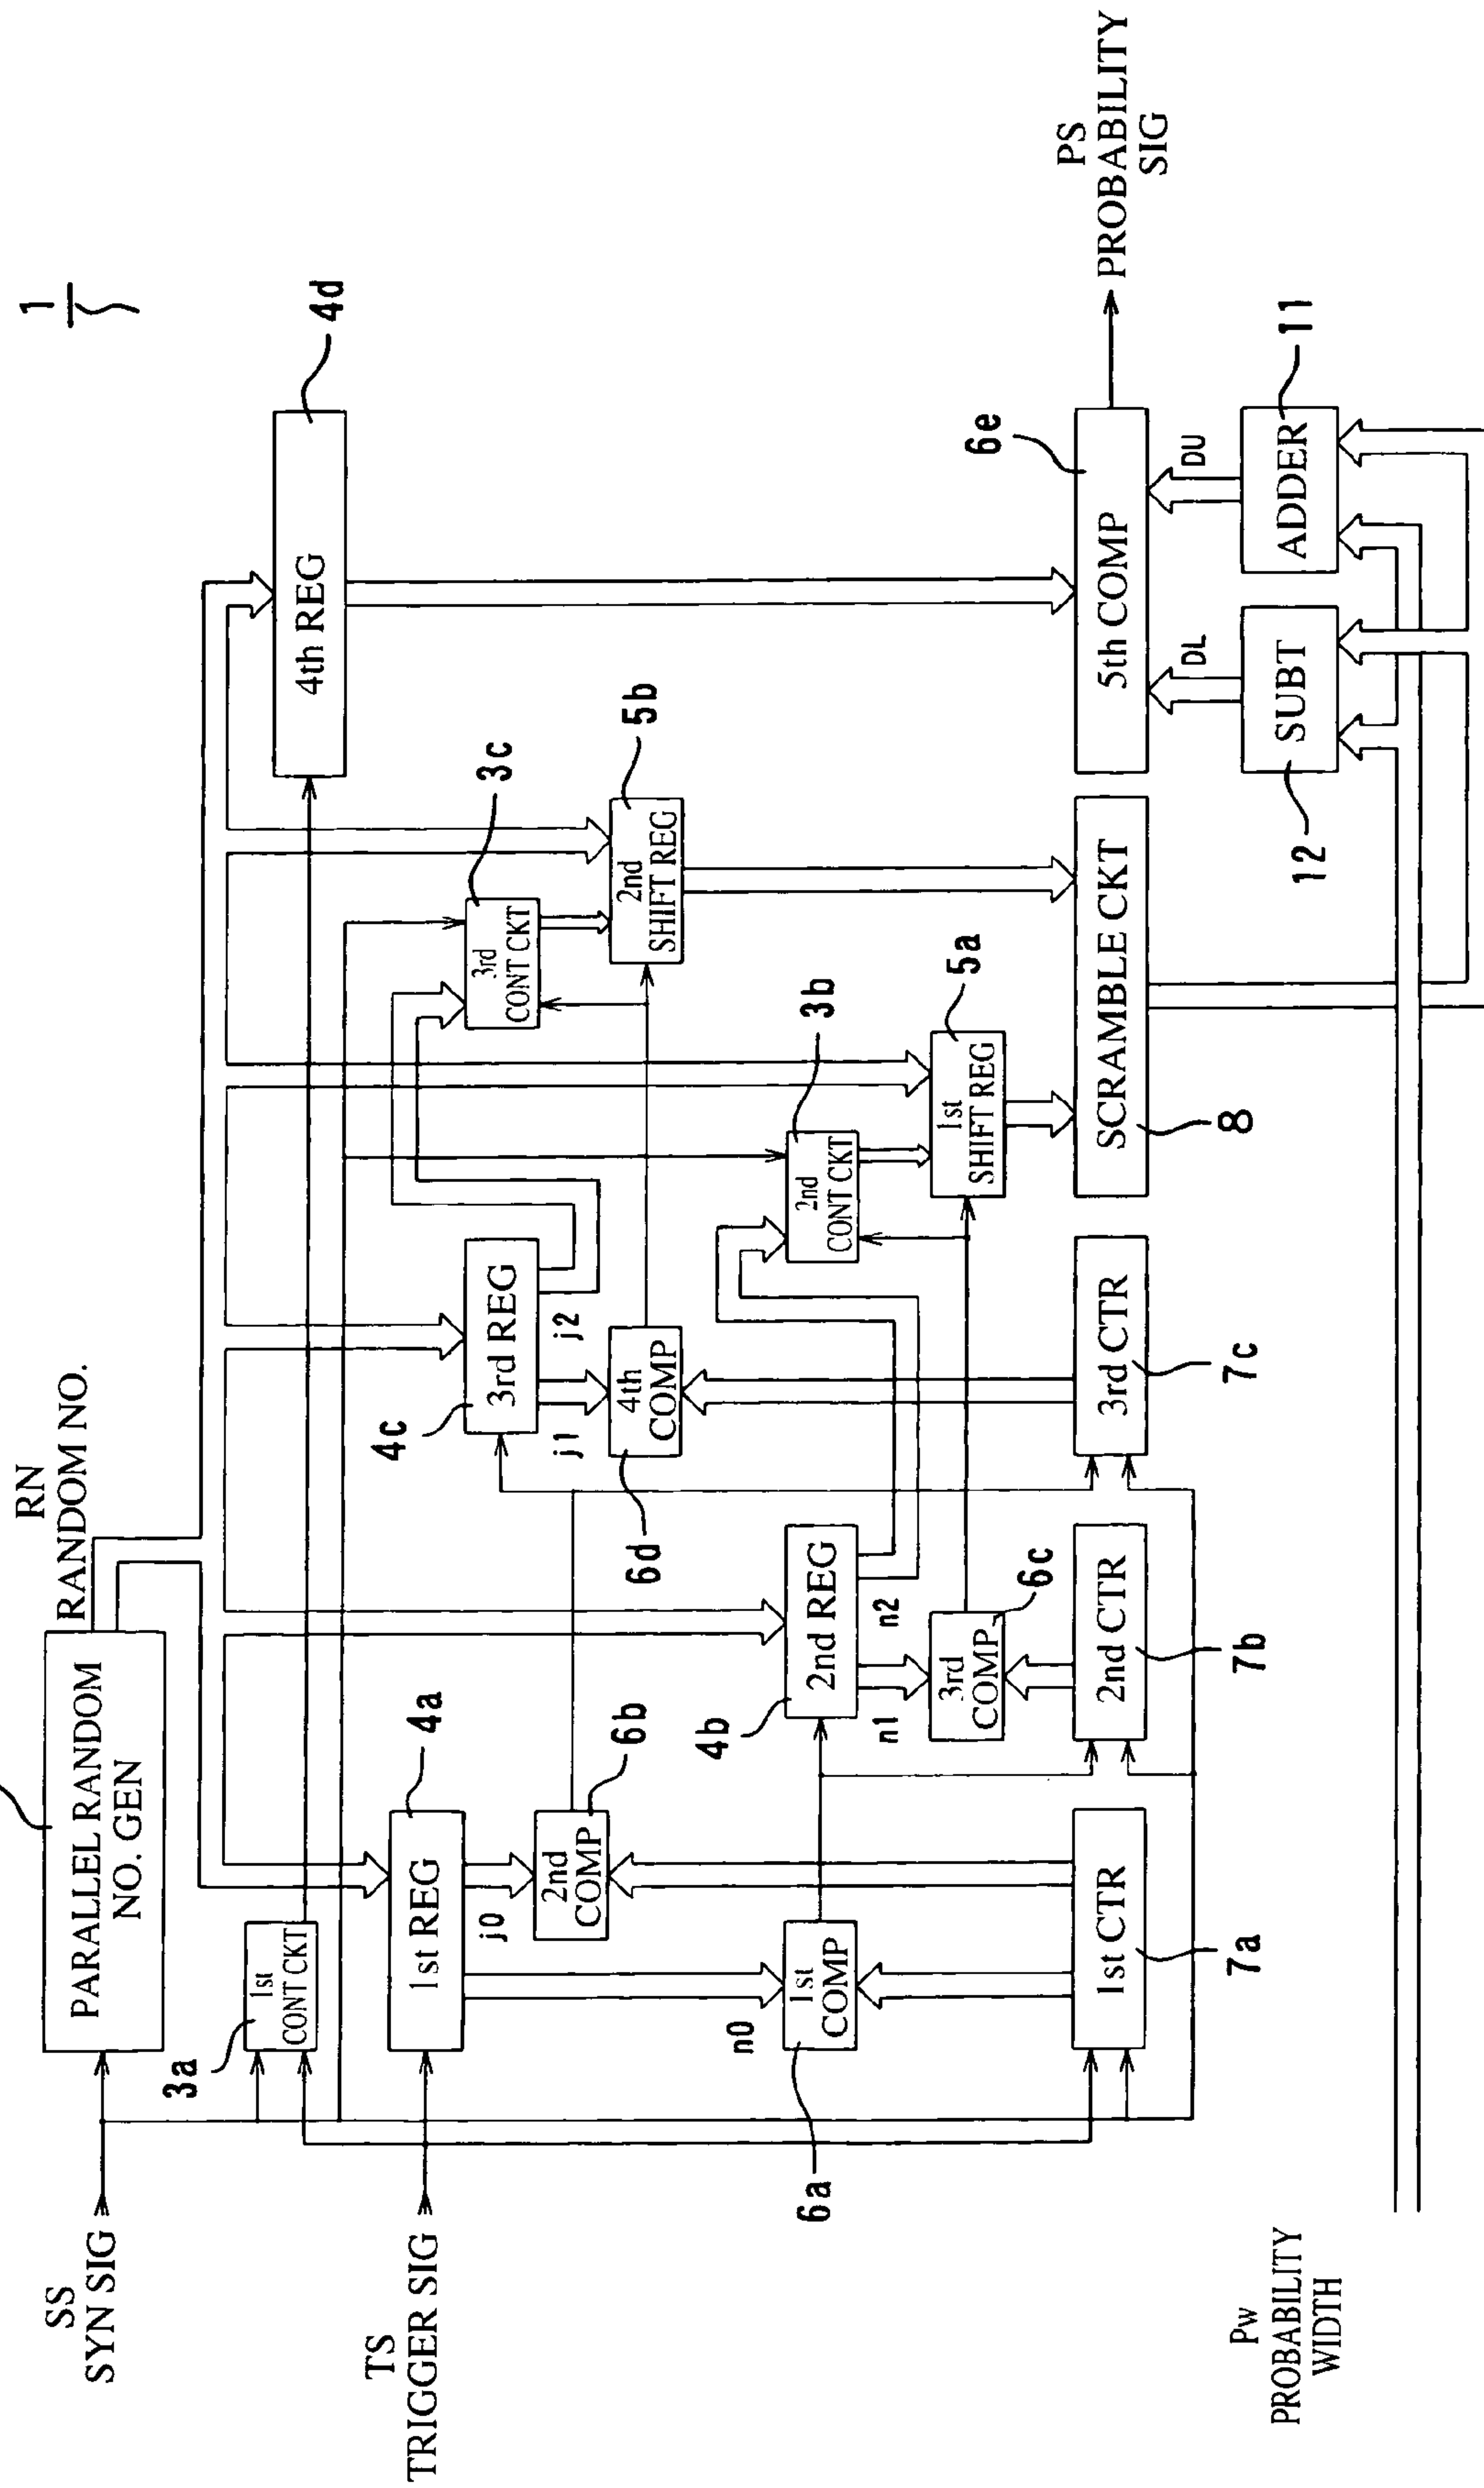 1
SS
SYN SIG
PARALLEL RANDOM
NO. GEN
RN
RANDOM NO.
3a
1st
CONT CKT
4th REG
4d
TS
TRIGGER SIG
1st REG
4a
j0
2nd
COMP
6b
4c
3rd REG
j1
j2
4th
COMP
6d
3rd
CONT CKT
3c
2nd
SHIFT REG
5b
n0
1st
COMP
6a
4b
2nd REG
n1
n2
3rd
COMP
6c
2nd
CONT CKT
3b
1st
SHIFT REG
5a
1st CTR
7a
2nd CTR
7b
3rd CTR
7c
SCRAMBLE CKT
8
5th COMP
6e
PS
PROBABILITY
SIG
DL
DU
SUBT
12
ADDER
11
Pw
PROBABILITY
WIDTH